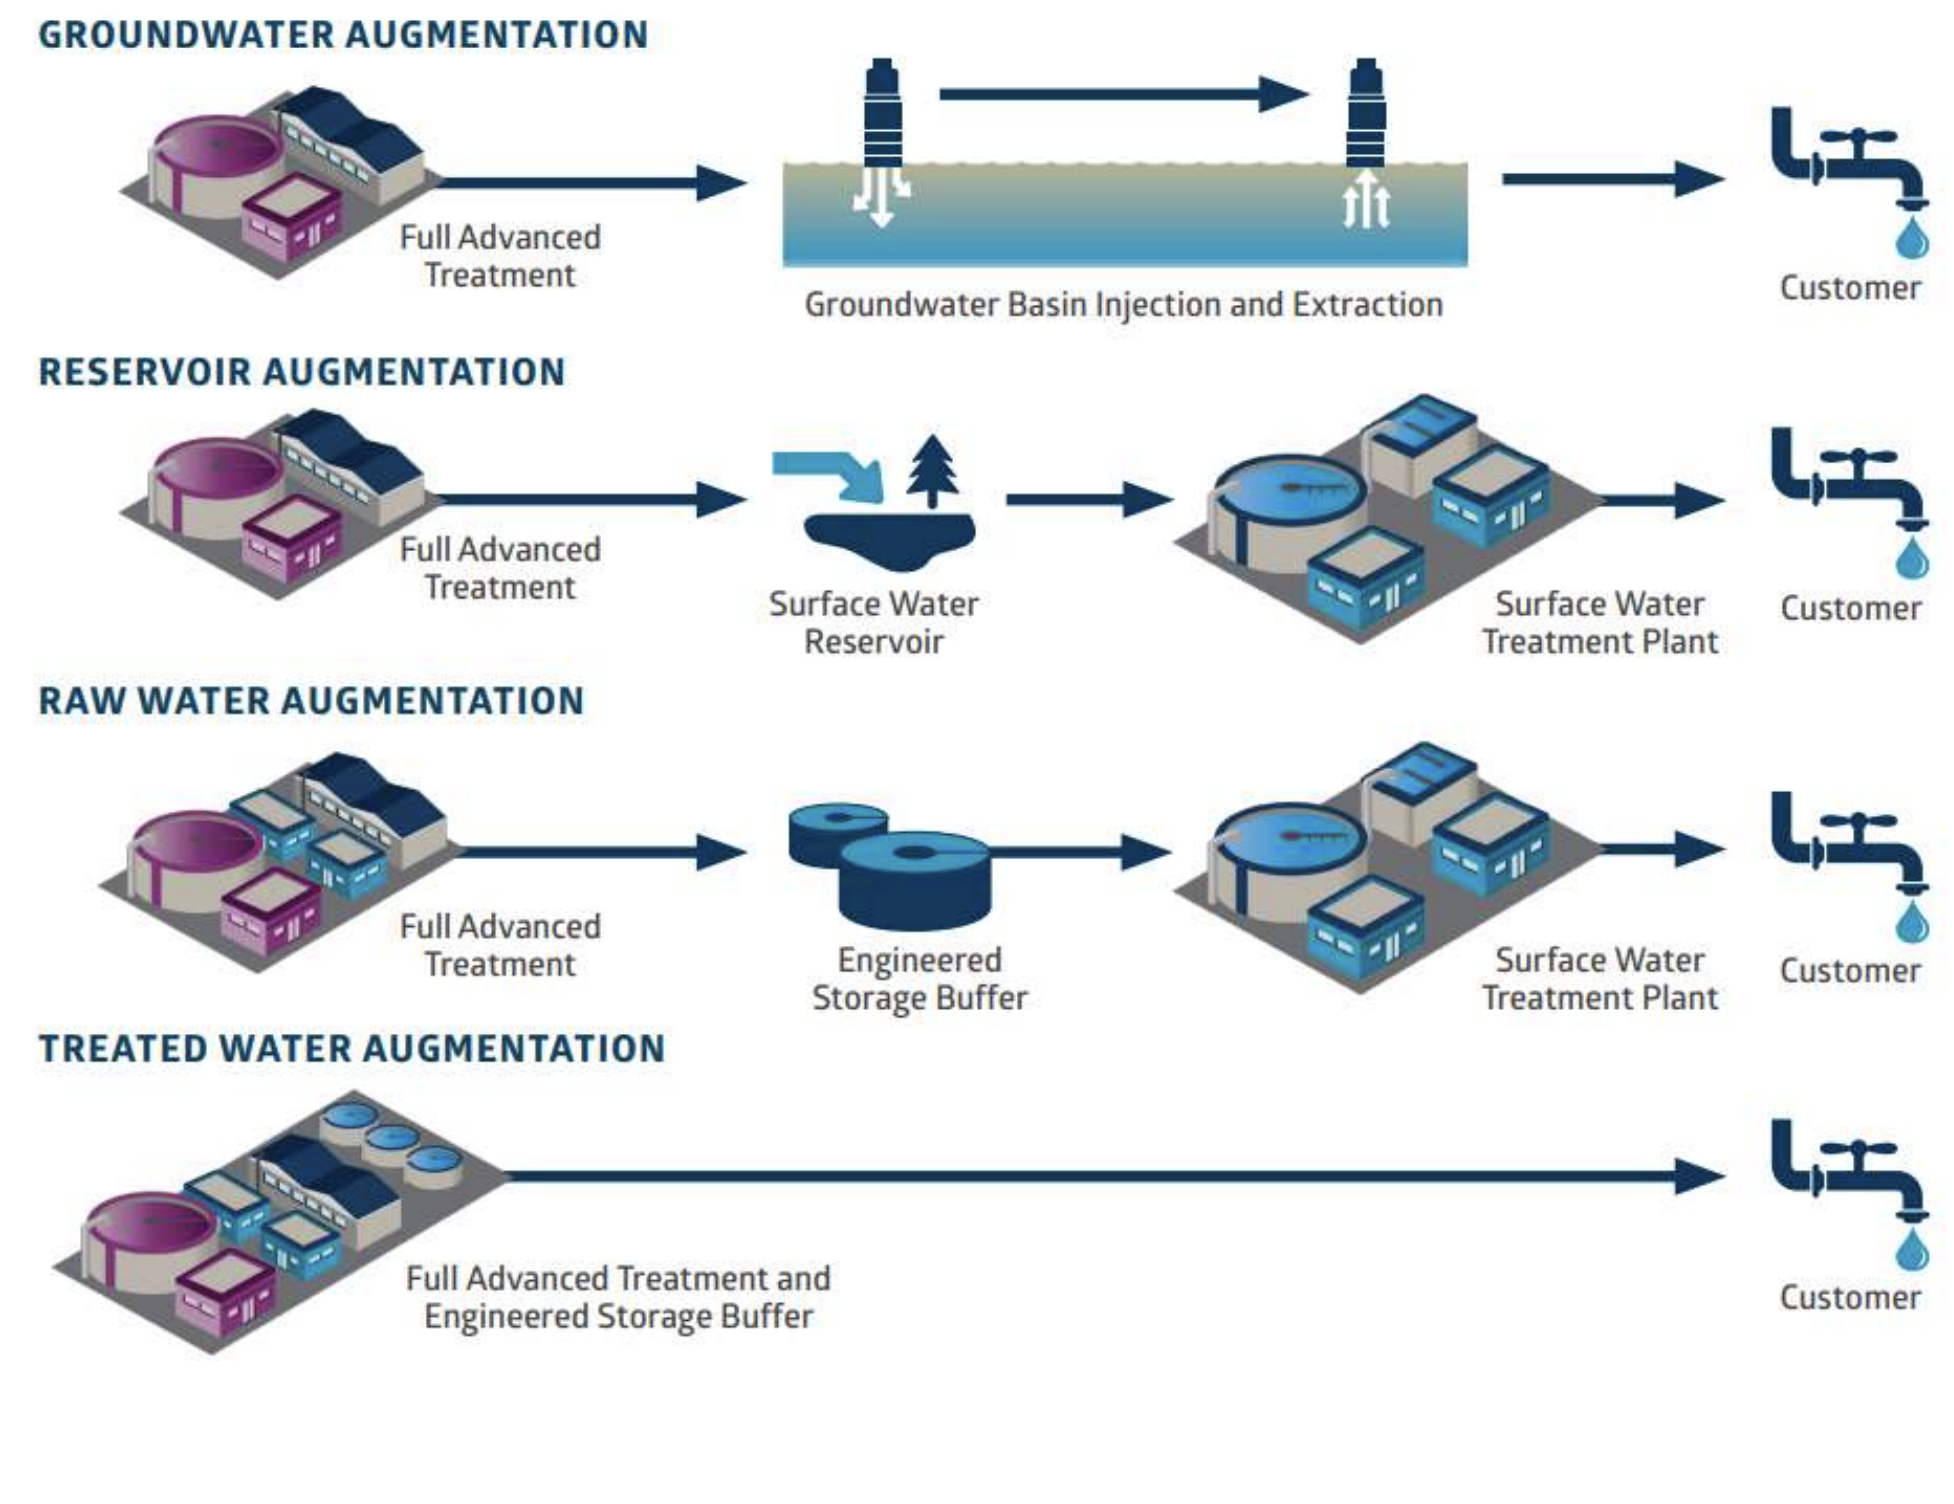 GROUNDWATER AUGMENTATION
Full Advanced
Treatment
Groundwater Basin Injection and Extraction
Customer
RESERVOIR AUGMENTATION
Full Advanced
Treatment
Surface Water
Reservoir
Surface Water
Treatment Plant
Customer
RAW WATER AUGMENTATION
Full Advanced
Treatment
Engineered
Storage Buffer
Surface Water
Treatment Plant
Customer
TREATED WATER AUGMENTATION
Full Advanced Treatment and
Engineered Storage Buffer
Customer